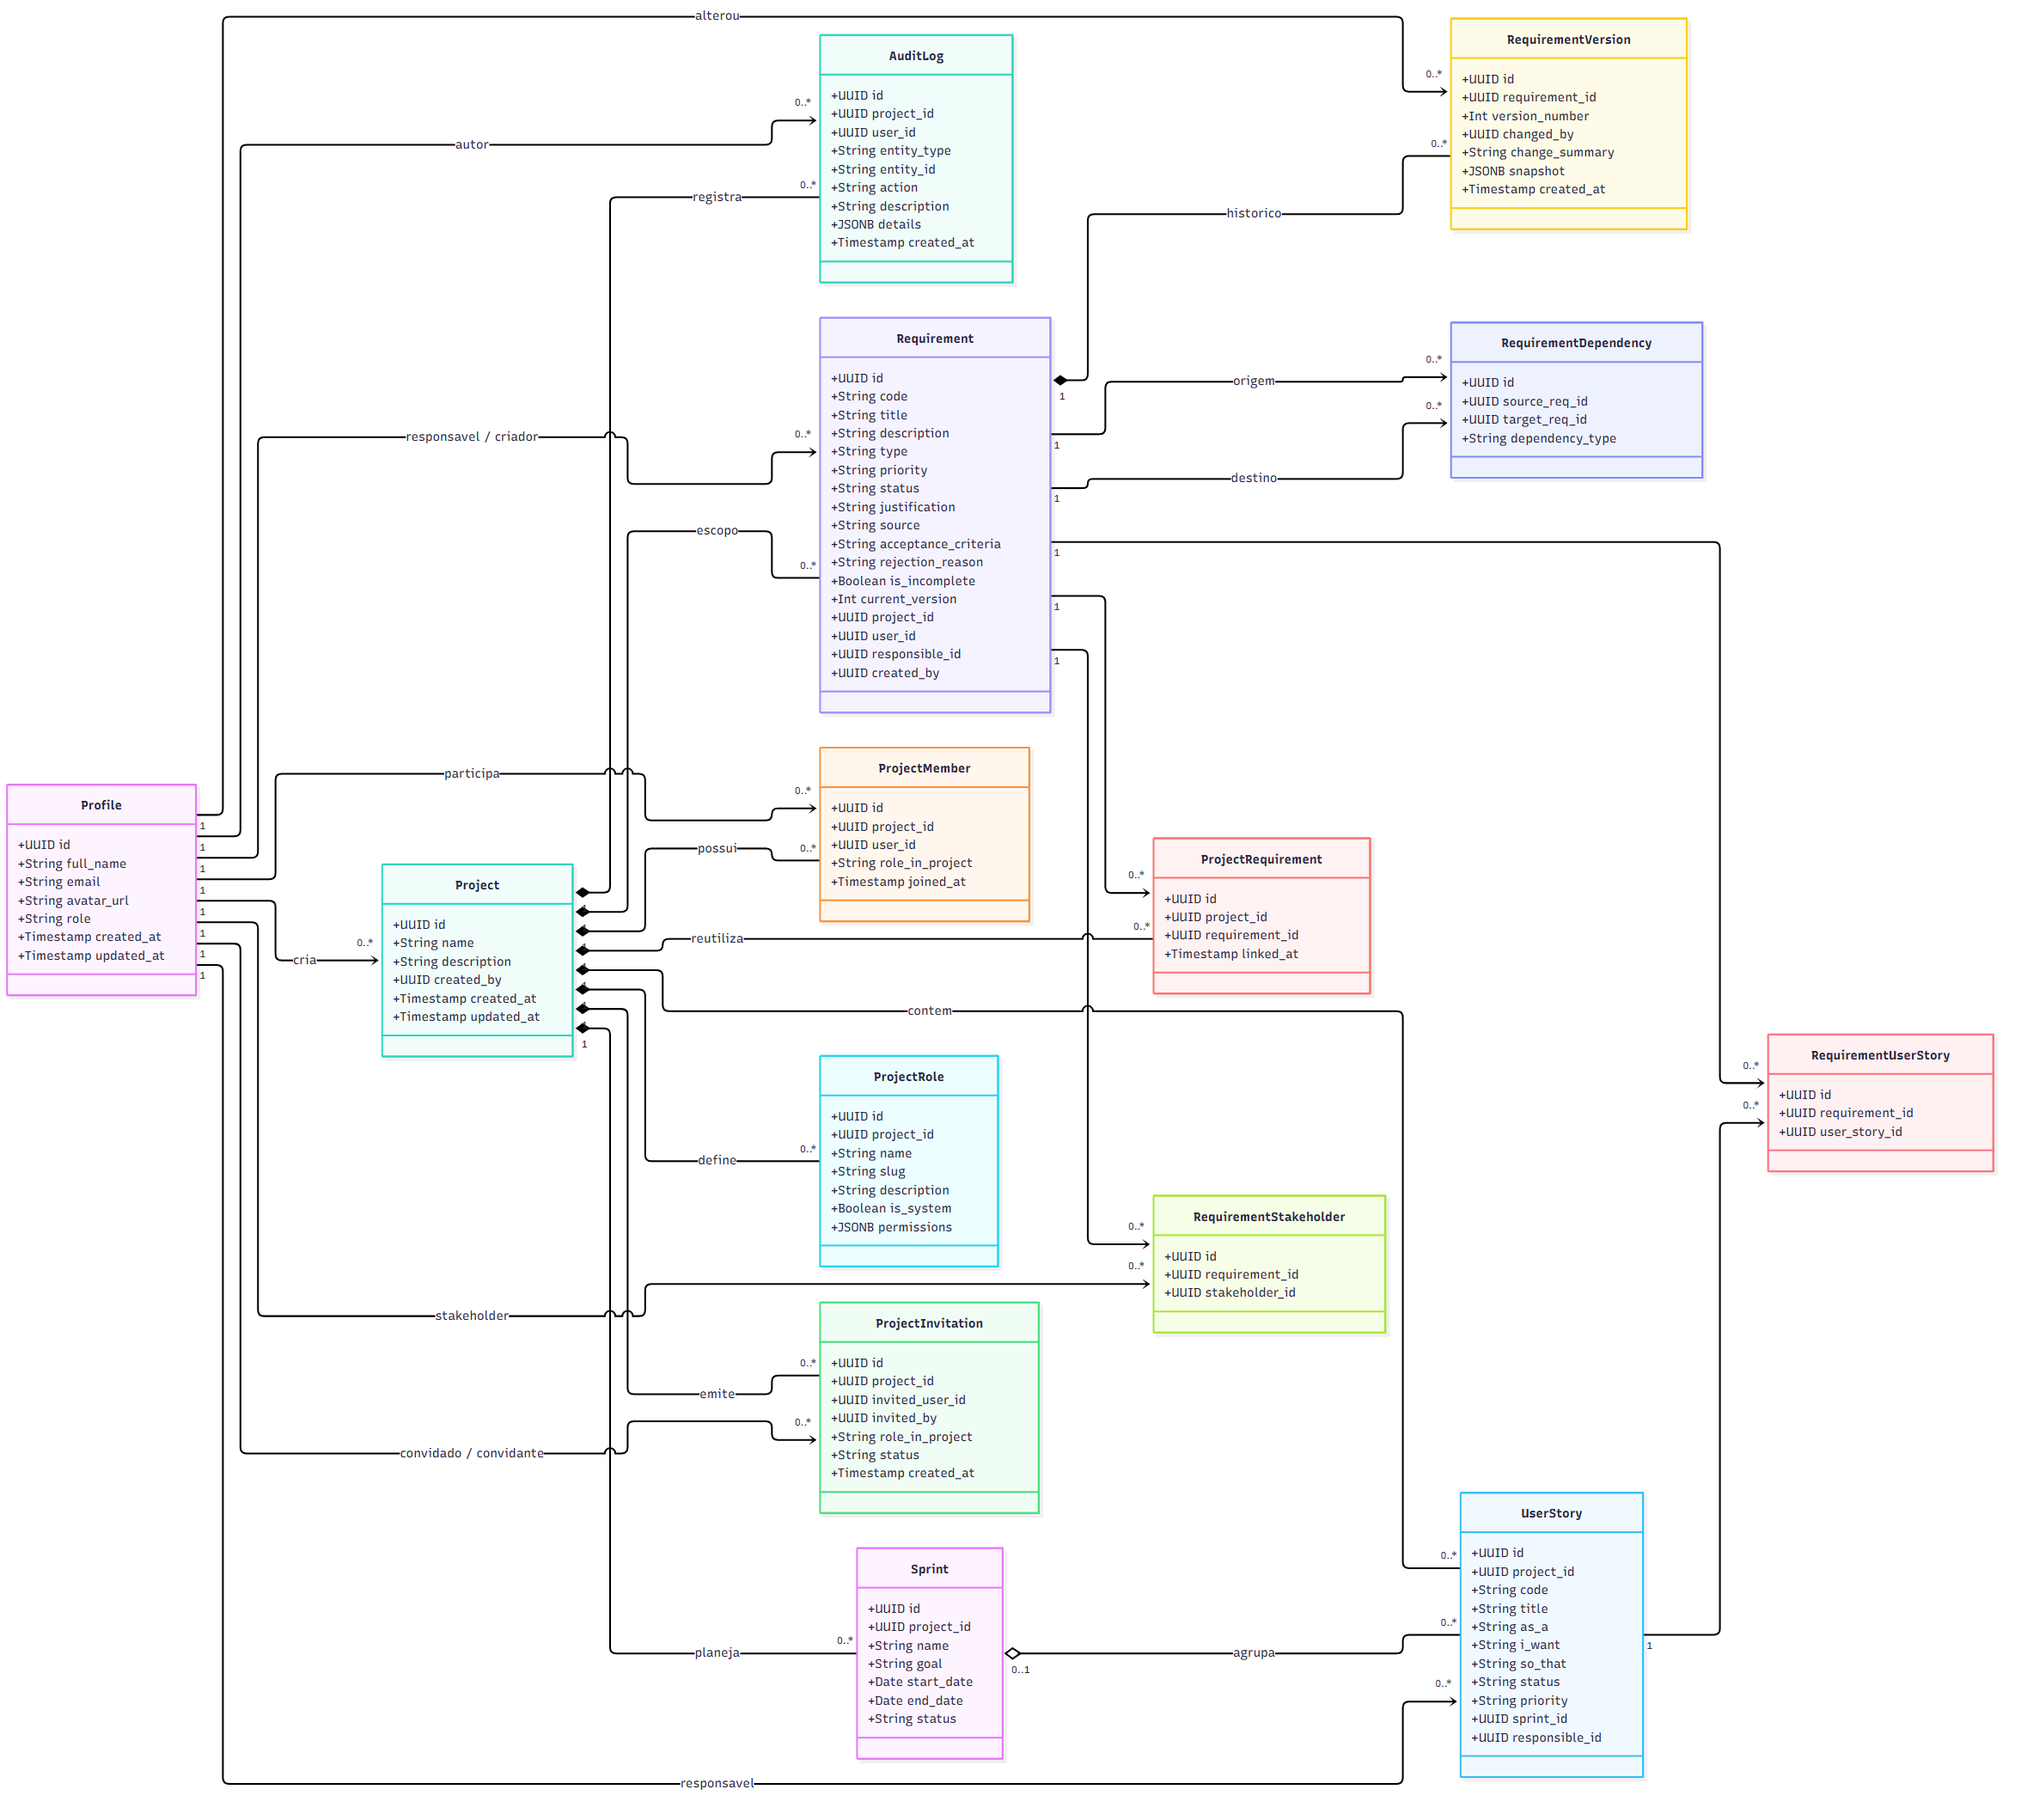 alterou
RequirementVersion
+UUID id
+UUID requirement_id
+Int version_number
+UUID changed_by
+String change_summary
+JSONB snapshot
+Timestamp created_at
0..*
0..*
AuditLog
+UUID id
+UUID project_id
+UUID user_id
+String entity_type
+String entity_id
+String action
+String description
+JSONB details
+Timestamp created_at
0..*
autor
0..*
registra
historico
Requirement
+UUID id
+String code
+String title
+String description
+String type
+String priority
+String status
+String justification
+String source
+String acceptance_criteria
+String rejection_reason
+Boolean is_incomplete
+Int current_version
+UUID project_id
+UUID user_id
+UUID responsible_id
+UUID created_by
1
1
1
1
1
1
0..*
responsavel / criador
escopo
0..*
RequirementDependency
+UUID id
+UUID source_req_id
+UUID target_req_id
+String dependency_type
0..*
origem
0..*
destino
participa
0..*
ProjectMember
+UUID id
+UUID project_id
+UUID user_id
+String role_in_project
+Timestamp joined_at
possui
0..*
Profile
+UUID id
+String full_name
+String email
+String avatar_url
+String role
+Timestamp created_at
+Timestamp updated_at
1
1
1
1
1
1
1
1
cria
0..*
Project
+UUID id
+String name
+String description
+UUID created_by
+Timestamp created_at
+Timestamp updated_at
1
ProjectRequirement
+UUID id
+UUID project_id
+UUID requirement_id
+Timestamp linked_at
0..*
0..*
reutiliza
contem
ProjectRole
+UUID id
+UUID project_id
+String name
+String slug
+String description
+Boolean is_system
+JSONB permissions
0..*
define
RequirementUserStory
+UUID id
+UUID requirement_id
+UUID user_story_id
0..*
0..*
RequirementStakeholder
+UUID id
+UUID requirement_id
+UUID stakeholder_id
0..*
0..*
stakeholder
ProjectInvitation
+UUID id
+UUID project_id
+UUID invited_user_id
+UUID invited_by
+String role_in_project
+String status
+Timestamp created_at
0..*
emite
0..*
convidado / convidante
Sprint
+UUID id
+UUID project_id
+String name
+String goal
+Date start_date
+Date end_date
+String status
0..*
planeja
0..1
agrupa
UserStory
+UUID id
+UUID project_id
+String code
+String title
+String as_a
+String i_want
+String so_that
+String status
+String priority
+UUID sprint_id
+UUID responsible_id
0..*
0..*
0..*
1
responsavel